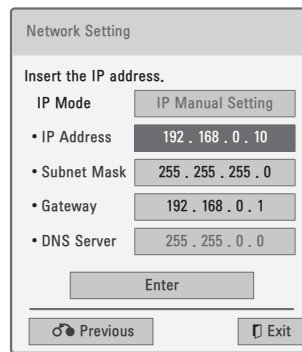 Network Setting
Insert the IP address.
IP Mode IP Manual Setting
• IP Address 192 . 168 . 0 . 10
• Subnet Mask 255 . 255 . 255 . 0
• Gateway 192 . 168 . 0 . 1
• DNS Server 255 . 255 . 0 . 0
Enter
Previous Exit